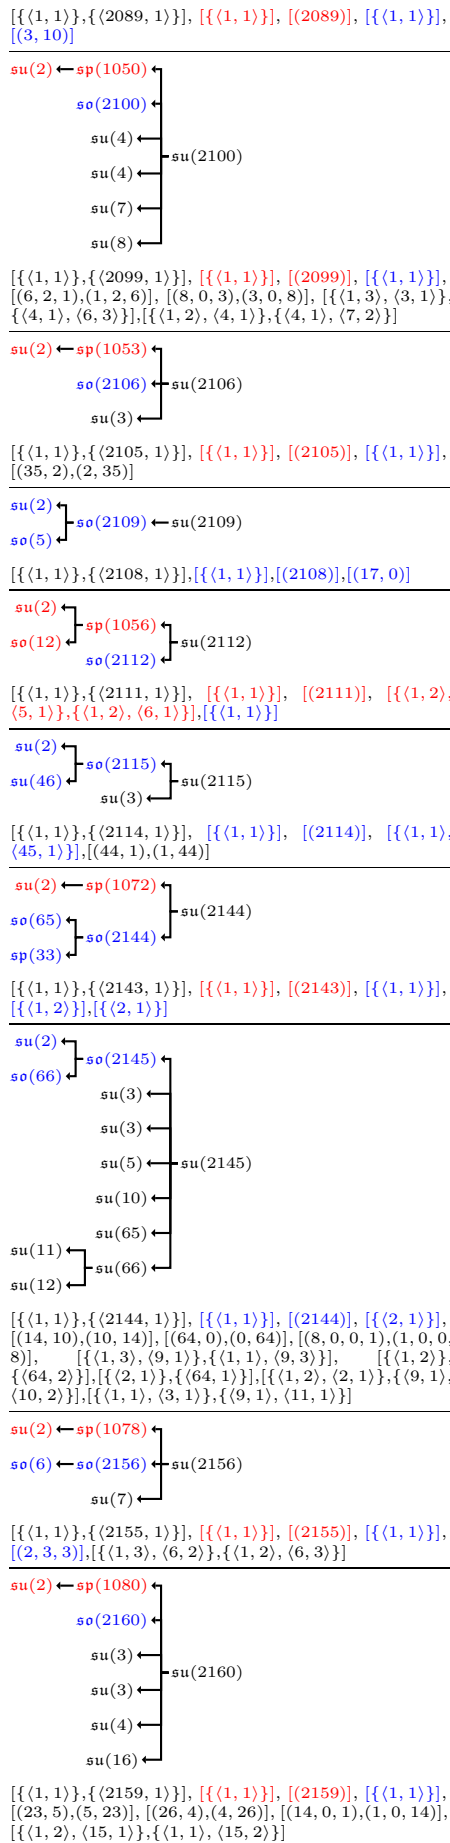 [{⟨1, 1⟩},{⟨2089, 1⟩}], [{⟨1, 1⟩}], [(2089)], [{⟨1, 1⟩}],
[(3, 10)]
𝔰𝔲(2) 𝔰𝔭(1050)
𝔰𝔬(2100)
𝔰𝔲(4)
𝔰𝔲(2100)
𝔰𝔲(4)
𝔰𝔲(7)
𝔰𝔲(8)
[{⟨1, 1⟩},{⟨2099, 1⟩}], [{⟨1, 1⟩}], [(2099)], [{⟨1, 1⟩}],
[(6, 2, 1),(1, 2, 6)], [(8, 0, 3),(3, 0, 8)], [{⟨1, 3⟩, ⟨3, 1⟩},
{⟨4, 1⟩, ⟨6, 3⟩}],[{⟨1, 2⟩, ⟨4, 1⟩},{⟨4, 1⟩, ⟨7, 2⟩}]
𝔰𝔲(2) 𝔰𝔭(1053)
𝔰𝔬(2106) 𝔰𝔲(2106)
𝔰𝔲(3)
[{⟨1, 1⟩},{⟨2105, 1⟩}], [{⟨1, 1⟩}], [(2105)], [{⟨1, 1⟩}],
[(35, 2),(2, 35)]
𝔰𝔲(2)
𝔰𝔬(2109) 𝔰𝔲(2109)
𝔰𝔬(5)
[{⟨1, 1⟩},{⟨2108, 1⟩}],[{⟨1, 1⟩}],[(2108)],[(17, 0)]
𝔰𝔲(2)
𝔰𝔭(1056)
𝔰𝔬(12) 𝔰𝔲(2112)
𝔰𝔬(2112)
[{⟨1, 1⟩},{⟨2111, 1⟩}], [{⟨1, 1⟩}], [(2111)], [{⟨1, 2⟩,
⟨5, 1⟩},{⟨1, 2⟩, ⟨6, 1⟩}],[{⟨1, 1⟩}]
𝔰𝔲(2)
𝔰𝔬(2115)
𝔰𝔲(46) 𝔰𝔲(2115)
𝔰𝔲(3)
[{⟨1, 1⟩},{⟨2114, 1⟩}], [{⟨1, 1⟩}], [(2114)], [{⟨1, 1⟩,
⟨45, 1⟩}],[(44, 1),(1, 44)]
𝔰𝔲(2) 𝔰𝔭(1072)
𝔰𝔲(2144)
𝔰𝔬(65)
𝔰𝔬(2144)
𝔰𝔭(33)
[{⟨1, 1⟩},{⟨2143, 1⟩}], [{⟨1, 1⟩}], [(2143)], [{⟨1, 1⟩}],
[{⟨1, 2⟩}],[{⟨2, 1⟩}]
𝔰𝔲(2)
𝔰𝔬(2145)
𝔰𝔬(66)
𝔰𝔲(3)
𝔰𝔲(3)
𝔰𝔲(5) 𝔰𝔲(2145)
𝔰𝔲(10)
𝔰𝔲(65)
𝔰𝔲(11)
𝔰𝔲(66)
𝔰𝔲(12)
[{⟨1, 1⟩},{⟨2144, 1⟩}], [{⟨1, 1⟩}], [(2144)], [{⟨2, 1⟩}],
[(14, 10),(10, 14)], [(64, 0),(0, 64)], [(8, 0, 0, 1),(1, 0, 0,
8)], [{⟨1, 3⟩, ⟨9, 1⟩},{⟨1, 1⟩, ⟨9, 3⟩}], [{⟨1, 2⟩},
{⟨64, 2⟩}],[{⟨2, 1⟩},{⟨64, 1⟩}],[{⟨1, 2⟩, ⟨2, 1⟩},{⟨9, 1⟩,
⟨10, 2⟩}],[{⟨1, 1⟩, ⟨3, 1⟩},{⟨9, 1⟩, ⟨11, 1⟩}]
𝔰𝔲(2) 𝔰𝔭(1078)
𝔰𝔬(6) 𝔰𝔬(2156) 𝔰𝔲(2156)
𝔰𝔲(7)
[{⟨1, 1⟩},{⟨2155, 1⟩}], [{⟨1, 1⟩}], [(2155)], [{⟨1, 1⟩}],
[(2, 3, 3)],[{⟨1, 3⟩, ⟨6, 2⟩},{⟨1, 2⟩, ⟨6, 3⟩}]
𝔰𝔲(2) 𝔰𝔭(1080)
𝔰𝔬(2160)
𝔰𝔲(3)
𝔰𝔲(2160)
𝔰𝔲(3)
𝔰𝔲(4)
𝔰𝔲(16)
[{⟨1, 1⟩},{⟨2159, 1⟩}], [{⟨1, 1⟩}], [(2159)], [{⟨1, 1⟩}],
[(23, 5),(5, 23)], [(26, 4),(4, 26)], [(14, 0, 1),(1, 0, 14)],
[{⟨1, 2⟩, ⟨15, 1⟩},{⟨1, 1⟩, ⟨15, 2⟩}]